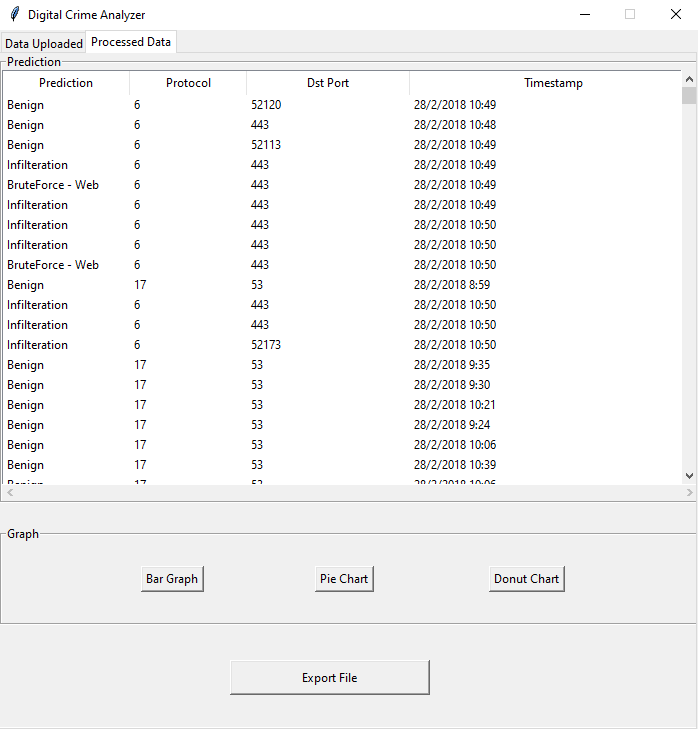 Digital Crime Analyzer
Data Uploaded Processed Data
Prediction
Prediction Protocol Dst Port Timestamp
Benign 6 52120 28/2/2018 10:49
Benign 6 443 28/2/2018 10:48
Benign 6 52113 28/2/2018 10:49
Infilteration 6 443 28/2/2018 10:49
BruteForce - Web 6 443 28/2/2018 10:49
Infilteration 6 443 28/2/2018 10:49
Infilteration 6 443 28/2/2018 10:50
Infilteration 6 443 28/2/2018 10:50
BruteForce - Web 6 443 28/2/2018 10:50
Benign 17 53 28/2/2018 8:59
Infilteration 6 443 28/2/2018 10:50
Infilteration 6 443 28/2/2018 10:50
Infilteration 6 52173 28/2/2018 10:50
Benign 17 53 28/2/2018 9:35
Benign 17 53 28/2/2018 9:30
Benign 17 53 28/2/2018 10:21
Benign 17 53 28/2/2018 9:24
Benign 17 53 28/2/2018 10:06
Benign 17 53 28/2/2018 10:39
Benign 17 53 28/2/2018 10:06
Graph
Bar Graph Pie Chart Donut Chart
Export File